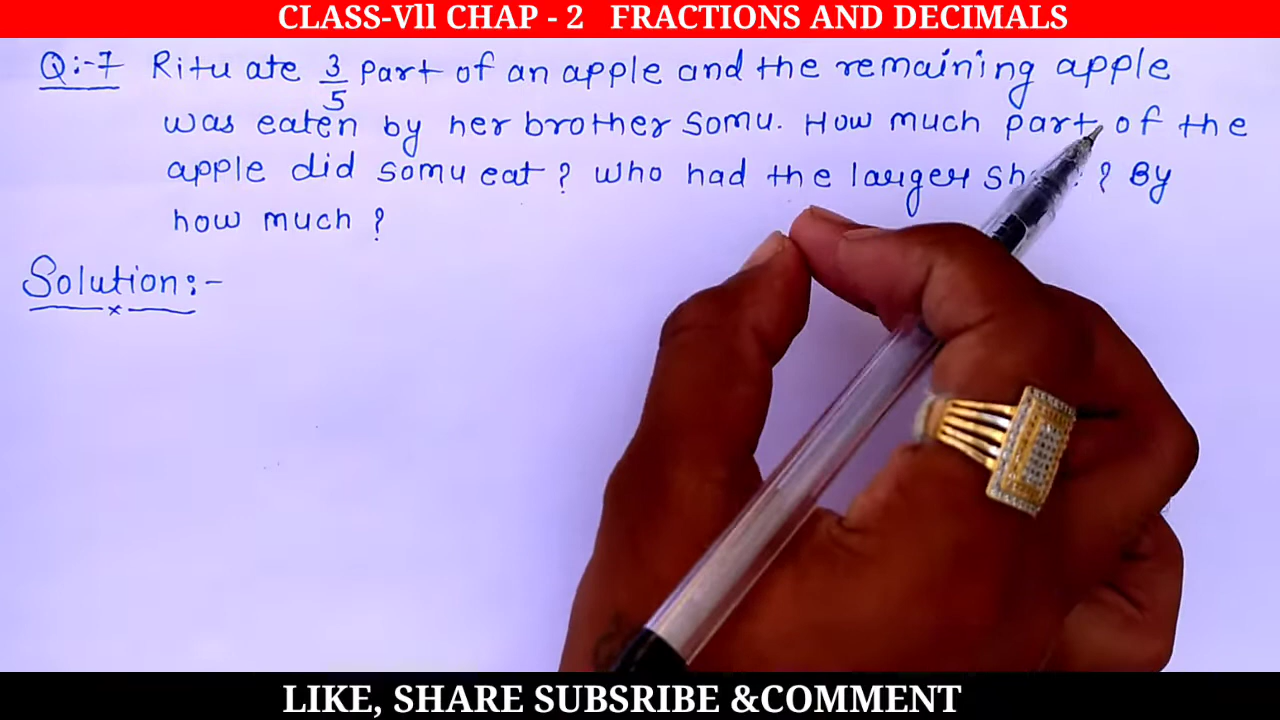 CLASS-Vll CHAP - 2 FRACTIONS AND DECIMALS
Q:-7 Ritu ate 3/5 part of an apple and the remaining apple
was eaten by her brother somu. How much part of the
apple did somu eat ? Who had the larger ? By
how much ?
Solution:-
LIKE, SHARE SUBSRIBE &COMMENT